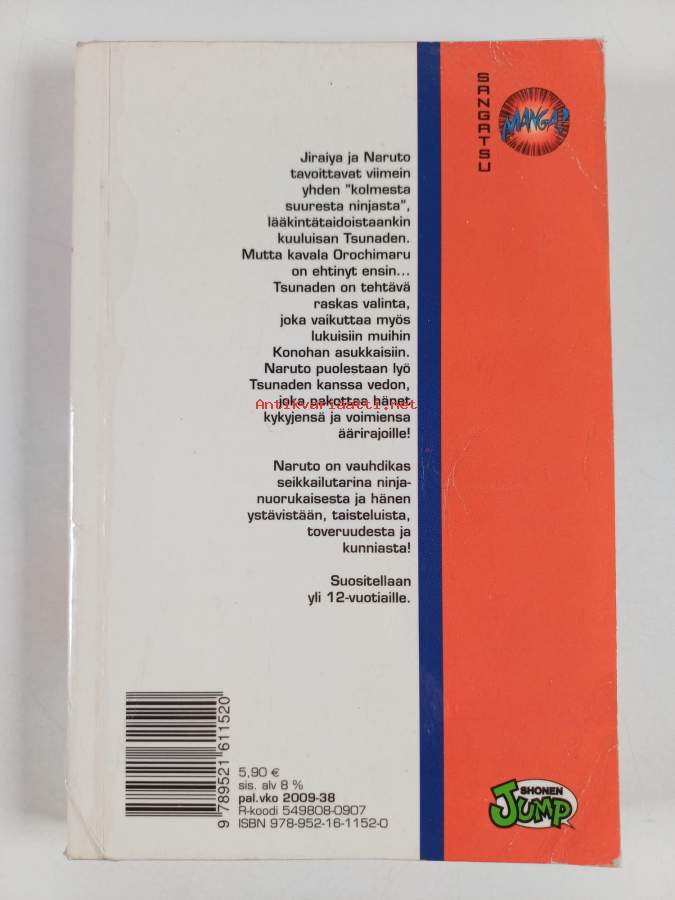 SANGATSU
MANGA!
Jiraiya ja Naruto
tavoittavat viimein
yhden "kolmesta
suuresta ninjasta",
lääkintätaidoistaankin
kuuluisan Tsunaden.
Mutta kavala Orochimaru
on ehtinyt ensin...
Tsunaden on tehtävä
raskas valinta,
joka vaikuttaa myös
lukuisiin muihin
Konohan asukkaisiin.
Naruto puolestaan lyö
Tsunaden kanssa vedon,
joka pakottaa hänet
Antikvariaatti.net
kykyjensä ja voimiensa
äärirajoille!
Naruto on vauhdikas
seikkailutarina ninja-
nuorukaisesta ja hänen
ystävistään, taisteluista,
toveruudesta ja
kunniasta!
Suositellaan
yli 12-vuotiaille.
9 789521 611520
5,90 €
sis. alv 8 %
pal.vko 2009-38
R-koodi 549808-0907
ISBN 978-952-16-1152-0
SHONEN
JUMP